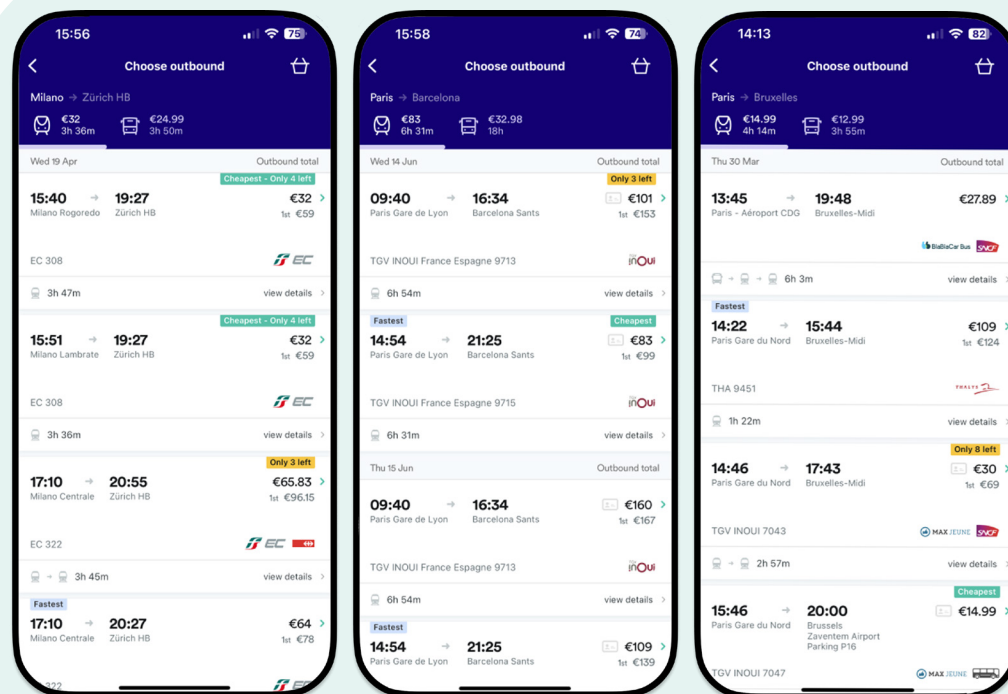 15:56
75
Choose outbound
Milano → Zürich HB
€32
3h 36m
€24.99
3h 50m
Wed 19 Apr Outbound total
Cheapest - Only 4 left
15:40 → 19:27 €32
Milano Rogoredo Zürich HB 1st €59
EC 308 EC
3h 47m view details
Cheapest - Only 4 left
15:51 → 19:27 €32
Milano Lambrate Zürich HB 1st €59
EC 308 EC
3h 36m view details
Only 3 left
17:10 → 20:55 €65.83
Milano Centrale Zürich HB 1st €96.15
EC 322 EC
→ 3h 45m view details
Fastest
17:10 → 20:27 €64
Milano Centrale Zürich HB 1st €78
322 EC
15:58
74
Choose outbound
Paris → Barcelona
€83
6h 31m
€32.98
18h
Wed 14 Jun Outbound total
Only 3 left
09:40 → 16:34 €101
Paris Gare de Lyon Barcelona Sants 1st €153
TGV INOUI France Espagne 9713 inOui
6h 54m view details
Fastest Cheapest
14:54 → 21:25 €83
Paris Gare de Lyon Barcelona Sants 1st €99
TGV INOUI France Espagne 9715 inOui
6h 31m view details
Thu 15 Jun Outbound total
09:40 → 16:34 €160
Paris Gare de Lyon Barcelona Sants 1st €167
TGV INOUI France Espagne 9713 inOui
6h 54m view details
Fastest
14:54 → 21:25 €109
Paris Gare de Lyon Barcelona Sants 1st €139
14:13
82
Choose outbound
Paris → Bruxelles
€14.99
4h 14m
€12.99
3h 55m
Thu 30 Mar Outbound total
13:45 → 19:48 €27.89
Paris - Aéroport CDG Bruxelles-Midi
BlaBlaCar Bus SNCF
→ → 6h 3m view details
Fastest
14:22 → 15:44 €109
Paris Gare du Nord Bruxelles-Midi 1st €124
THA 9451 THALYS
1h 22m view details
Only 8 left
14:46 → 17:43 €30
Paris Gare du Nord Bruxelles-Midi 1st €69
TGV INOUI 7043 MAX JEUNE SNCF
→ 2h 57m view details
Cheapest
15:46 → 20:00 €14.99
Paris Gare du Nord Brussels
Zaventem Airport
Parking P16
TGV INOUI 7047 MAX JEUNE